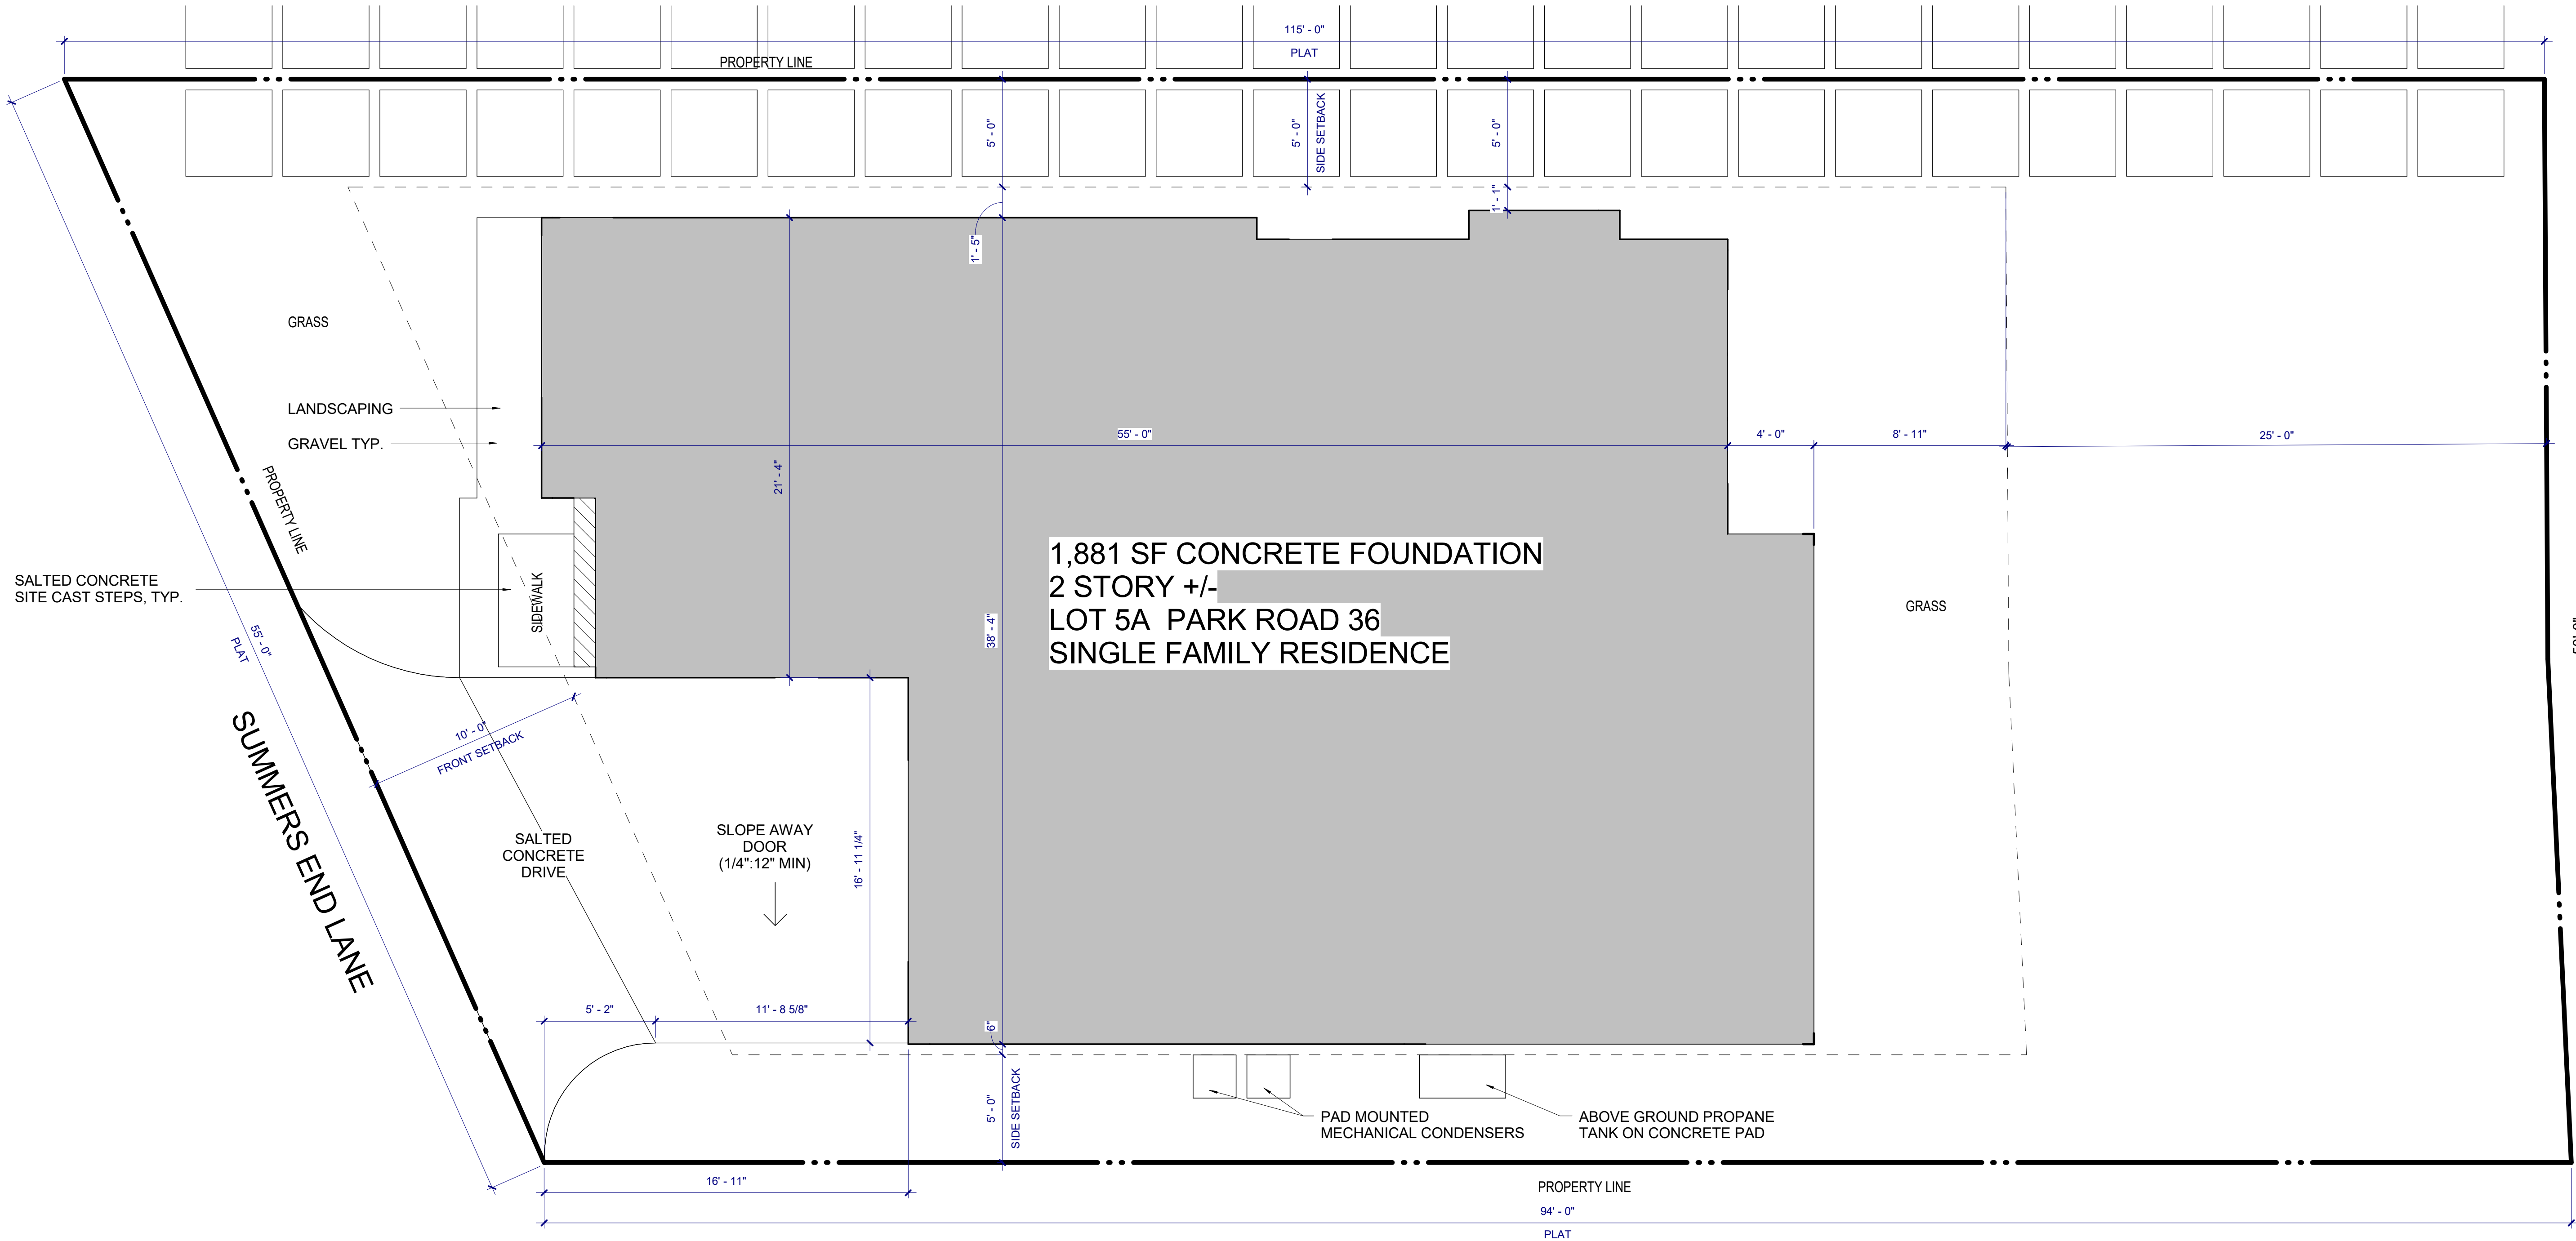 115' - 0"
PLAT
PROPERTY LINE
5' - 0"
5' - 0"
SIDE SETBACK
5' - 0"
1' - 1"
1' - 5"
GRASS
LANDSCAPING
GRAVEL TYP.
55' - 0"
4' - 0"
8' - 11"
25' - 0"
21' - 4"
PROPERTY LINE
1,881 SF CONCRETE FOUNDATION
2 STORY +/-
LOT 5A PARK ROAD 36
SINGLE FAMILY RESIDENCE
SALTED CONCRETE
SITE CAST STEPS, TYP.
SIDEWALK
GRASS
38' - 4"
55' - 0"
PLAT
10' - 0"
FRONT SETBACK
SUMMERS END LANE
SALTED
CONCRETE
DRIVE
SLOPE AWAY
DOOR
(1/4":12" MIN)
16' - 11 1/4"
5' - 2"
11' - 8 5/8"
6"
5' - 0"
SIDE SETBACK
PAD MOUNTED
MECHANICAL CONDENSERS
ABOVE GROUND PROPANE
TANK ON CONCRETE PAD
16' - 11"
PROPERTY LINE
94' - 0"
PLAT